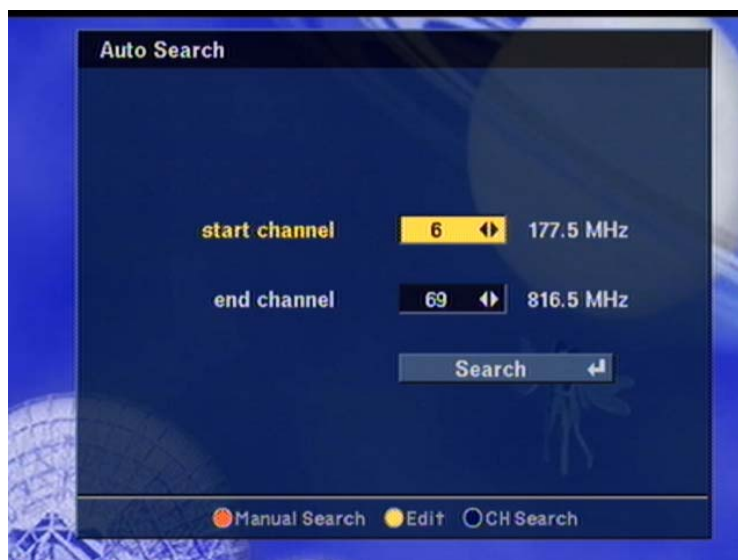 Auto Search
start channel 6 177.5 MHz
end channel 69 816.5 MHz
Search
Manual Search Edit CH Search